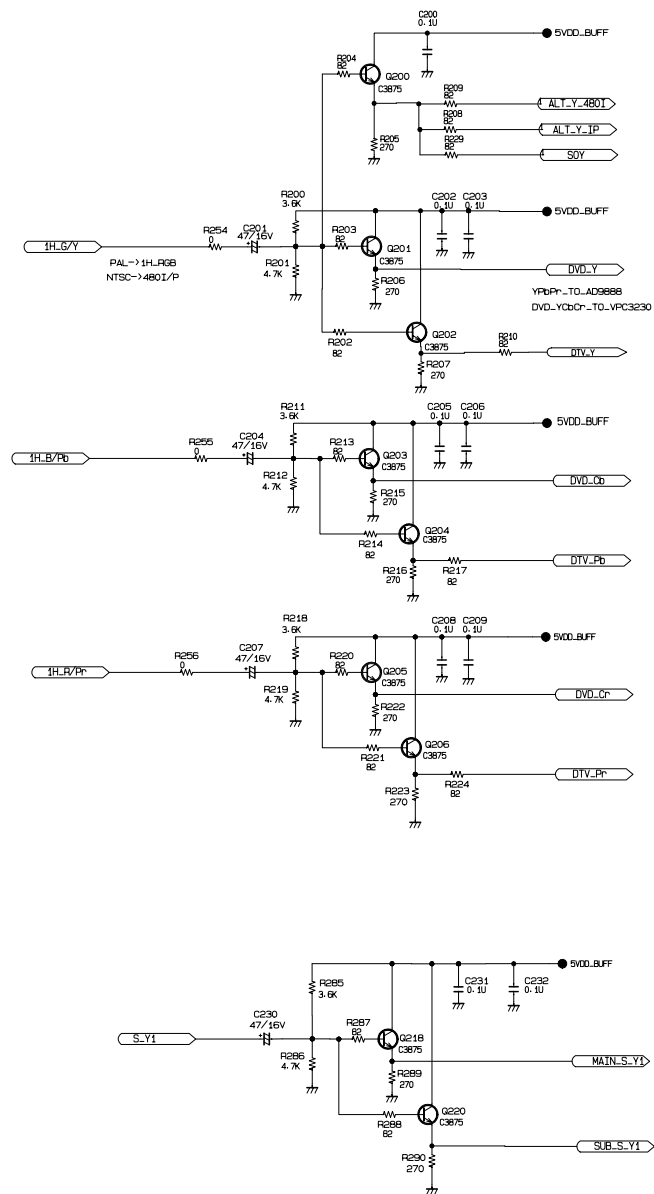 C200
0.1U
5VDD_BUFF
R204
82
Q200
C3875
R209
82
ALT_Y_480I
R208
82
ALT_Y_IP
R205
270
R229
82
SOY
R200
3.6K
C202
0.1U
C203
0.1U
5VDD_BUFF
R254
0
C201
47/16V
R203
82
Q201
C3875
1H_G/Y
PAL->1H_RGB
NTSC->480I/P
R201
4.7K
R206
270
DVD_Y
YPbPr_TO_AD9888
DVD_YCbCr_TO_VPC3230
Q202
C3875
R202
82
R210
82
DTV_Y
R207
270
R211
3.6K
C205
0.1U
C206
0.1U
5VDD_BUFF
R255
0
C204
47/16V
R213
82
Q203
C3875
1H_B/Pb
R212
4.7K
R215
270
DVD_Cb
Q204
C3875
R214
82
R216
270
R217
82
DTV_Pb
R218
3.6K
C208
0.1U
C209
0.1U
5VDD_BUFF
R256
0
C207
47/16V
R220
82
Q205
C3875
1H_R/Pr
R219
4.7K
R222
270
DVD_Cr
Q206
C3875
R221
82
R223
270
R224
82
DTV_Pr
5VDD_BUFF
R285
3.6K
C231
0.1U
C232
0.1U
C230
47/16V
R287
82
Q218
C3875
S_Y1
R286
4.7K
R289
270
MAIN_S_Y1
Q220
C3875
R288
82
R290
270
SUB_S_Y1